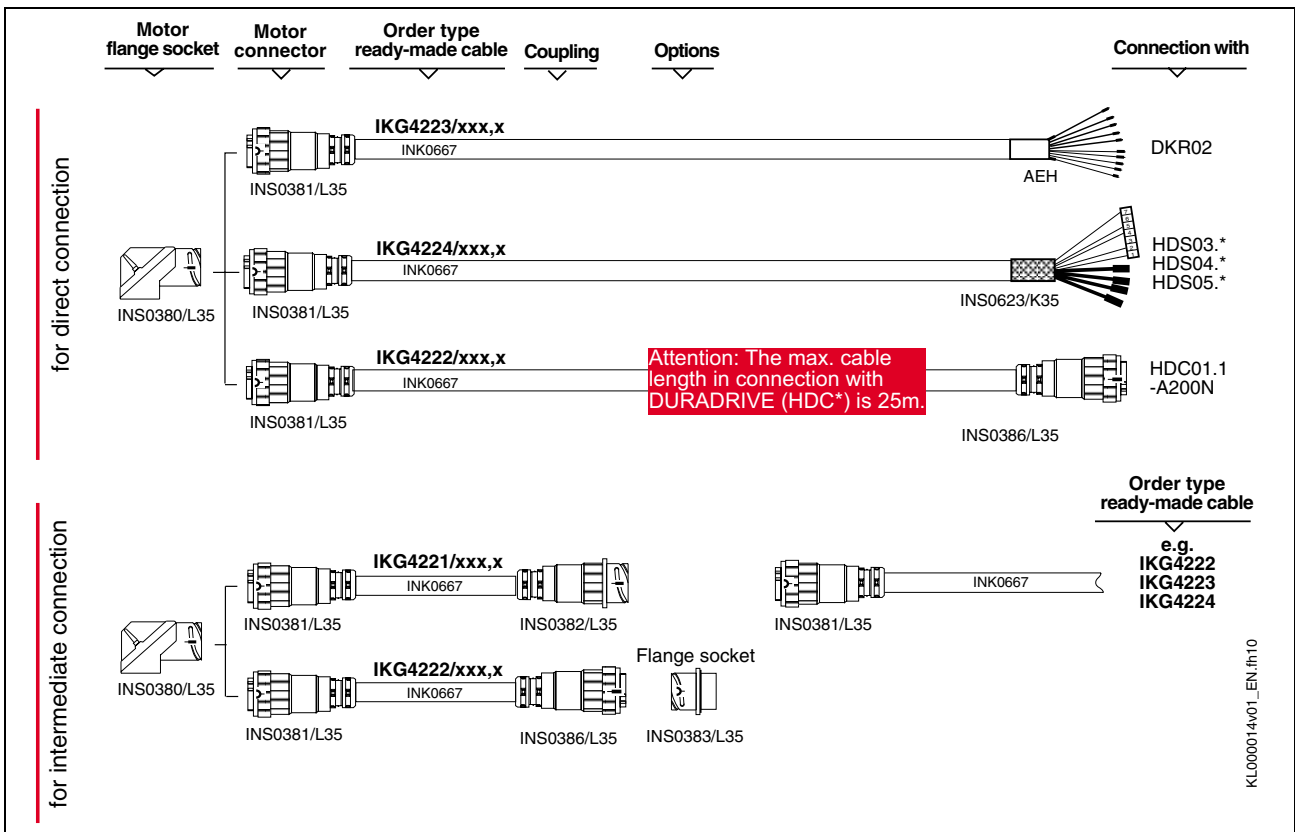 Motor
flange socket
Motor
connector
Order type
ready-made cable
Coupling
Options
Connection with
for direct connection
IKG4223/xxx,x
INK0667
INS0381/L35
AEH
DKR02
INS0380/L35
IKG4224/xxx,x
INK0667
INS0381/L35
INS0623/K35
HDS03.*
HDS04.*
HDS05.*
IKG4222/xxx,x
INK0667
INS0381/L35
Attention: The max. cable
length in connection with
DURADRIVE (HDC*) is 25m.
INS0386/L35
HDC01.1
-A200N
for intermediate connection
Order type
ready-made cable
e.g.
IKG4222
IKG4223
IKG4224
INS0380/L35
IKG4221/xxx,x
INK0667
INS0381/L35
INS0382/L35
INK0667
INS0381/L35
IKG4222/xxx,x
INK0667
INS0381/L35
INS0386/L35
Flange socket
INS0383/L35
KL000014v01_EN.fh10